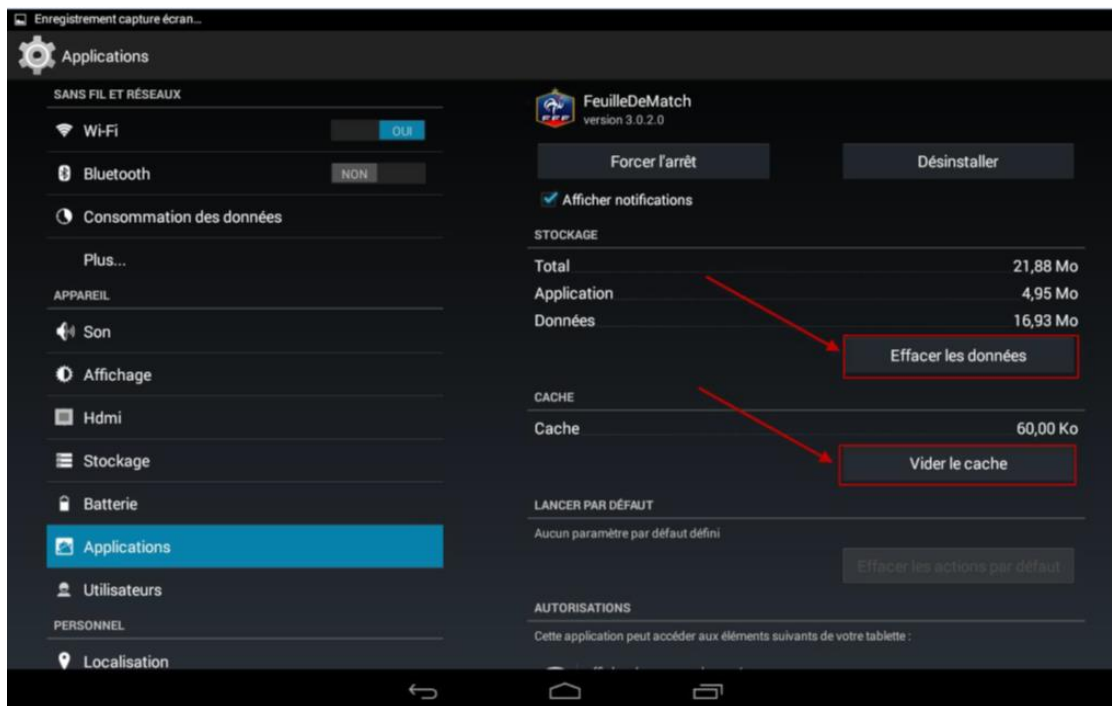 Enregistrement capture écran...
Applications
SANS FIL ET RÉSEAUX
Wi-Fi
OUI
Bluetooth
NON
Consommation des données
Plus...
APPAREIL
Son
Affichage
Hdmi
Stockage
Batterie
Applications
Utilisateurs
PERSONNEL
Localisation
FeuilleDeMatch
version 3.0.2.0
Forcer l'arrêt
Désinstaller
Afficher notifications
STOCKAGE
Total 21,88 Mo
Application 4,95 Mo
Données 16,93 Mo
Effacer les données
CACHE
Cache 60,00 Ko
Vider le cache
LANCER PAR DÉFAUT
Aucun paramètre par défaut défini
Effacer les actions par défaut
AUTORISATIONS
Cette application peut accéder aux éléments suivants de votre tablette :